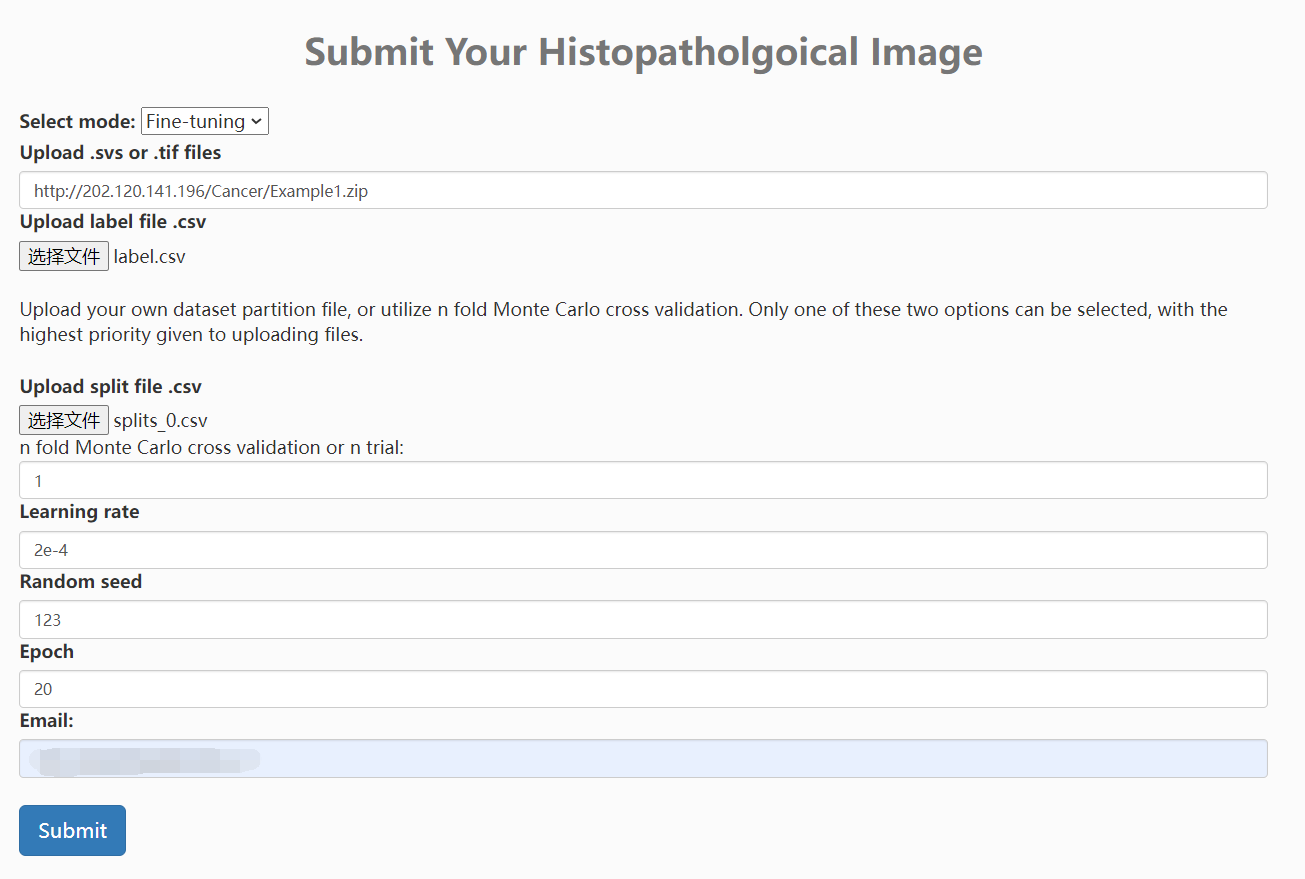 Submit Your Histopatholgoical Image
Select mode: Fine-tuning
Upload .svs or .tif files
http://202.120.141.196/Cancer/Example1.zip
Upload label file .csv
选择文件 label.csv
Upload your own dataset partition file, or utilize n fold Monte Carlo cross validation. Only one of these two options can be selected, with the
highest priority given to uploading files.
Upload split file .csv
选择文件 splits_0.csv
n fold Monte Carlo cross validation or n trial:
1
Learning rate
2e-4
Random seed
123
Epoch
20
Email:
Submit